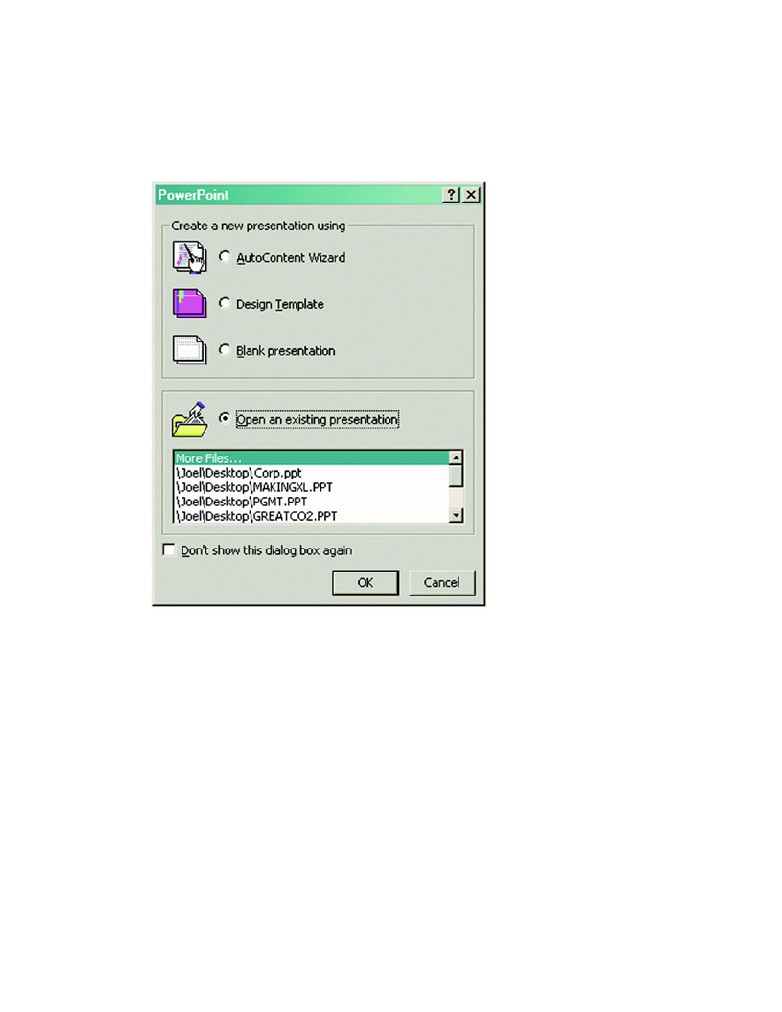 PowerPoint
Create a new presentation using
AutoContent Wizard
Design Template
Blank presentation
Open an existing presentation
More Files...
\Joel\Desktop\Corp.ppt
\Joel\Desktop\MAKINGXL.PPT
\Joel\Desktop\PGMT.PPT
\Joel\Desktop\GREATCO2.PPT
Don't show this dialog box again
OK Cancel